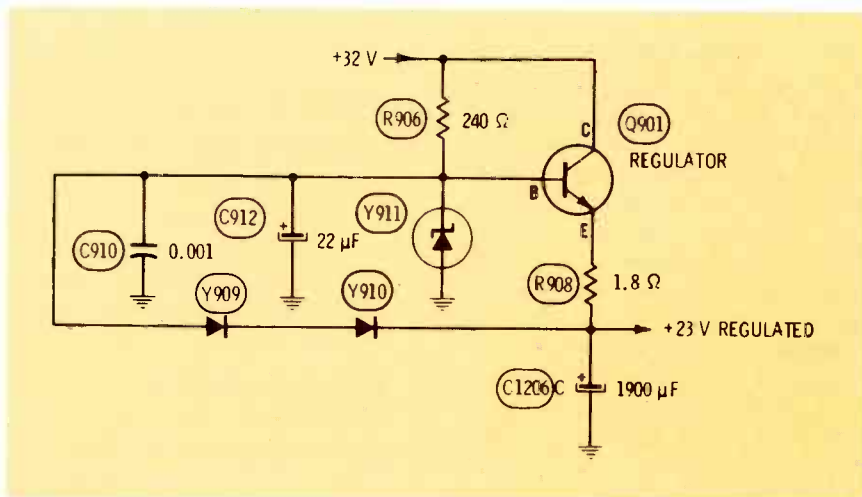 +32 V
R906
240 Ω
C
Q901
REGULATOR
B
E
C910
0.001
C912
+
22 µF
Y911
Y909
Y910
R908
1.8 Ω
+23 V REGULATED
C1206C
+
1900 µF